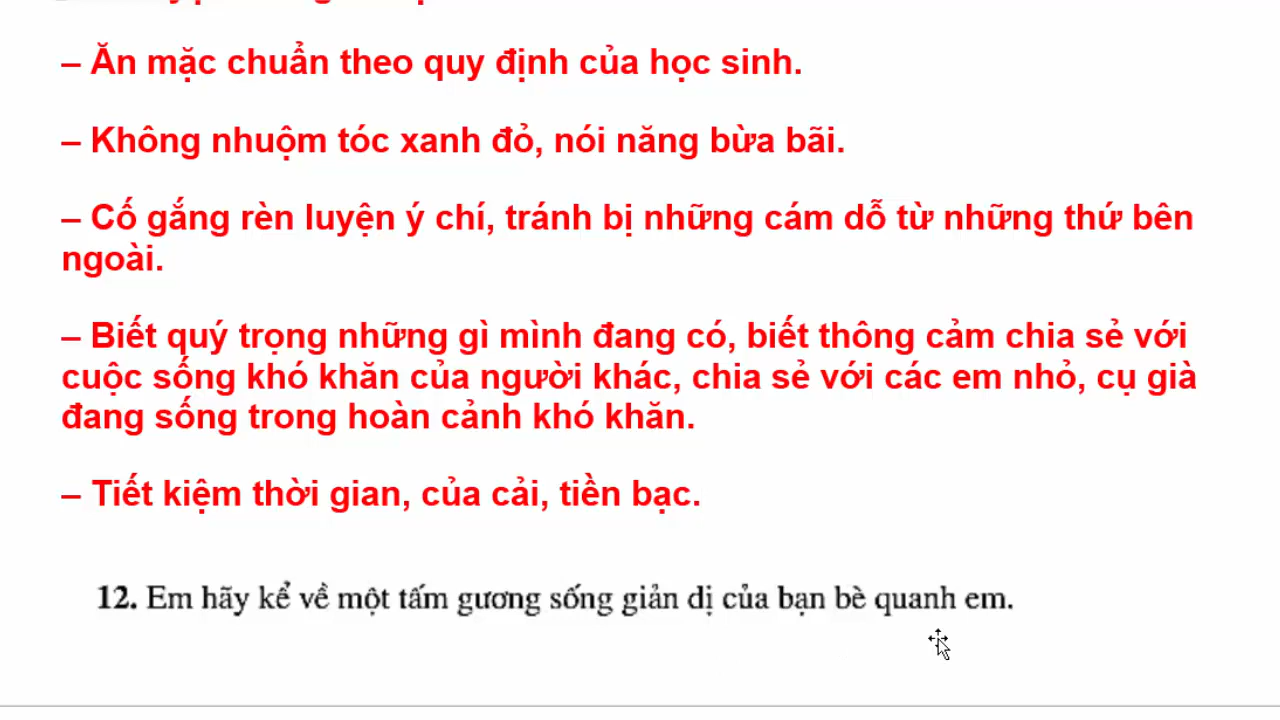 – Ăn mặc chuẩn theo quy định của học sinh.
– Không nhuộm tóc xanh đỏ, nói năng bừa bãi.
– Cố gắng rèn luyện ý chí, tránh bị những cám dỗ từ những thứ bên
ngoài.
– Biết quý trọng những gì mình đang có, biết thông cảm chia sẻ với
cuộc sống khó khăn của người khác, chia sẻ với các em nhỏ, cụ già
đang sống trong hoàn cảnh khó khăn.
– Tiết kiệm thời gian, của cải, tiền bạc.
12. Em hãy kể về một tấm gương sống giản dị của bạn bè quanh em.